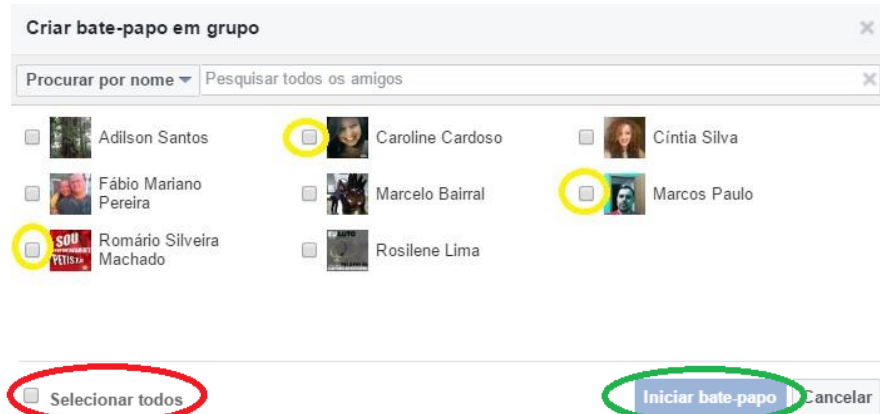 Criar bate-papo em grupo
Procurar por nome Pesquisar todos os amigos
Adilson Santos
Caroline Cardoso
Cíntia Silva
Fábio Mariano
Pereira
Marcelo Bairral
Marcos Paulo
SOU
PETISTA
Romário Silveira
Machado
Rosilene Lima
Selecionar todos
Iniciar bate-papo
Cancelar